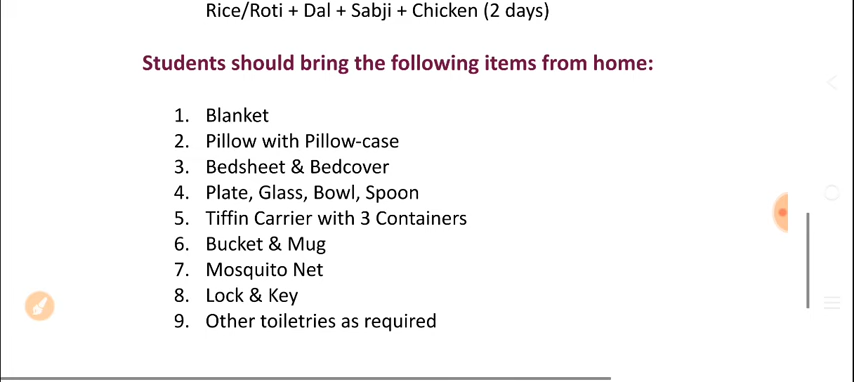 Rice/Roti + Dal + Sabji + Chicken (2 days)
Students should bring the following items from home:
1. Blanket
2. Pillow with Pillow-case
3. Bedsheet & Bedcover
4. Plate, Glass, Bowl, Spoon
5. Tiffin Carrier with 3 Containers
6. Bucket & Mug
7. Mosquito Net
8. Lock & Key
9. Other toiletries as required